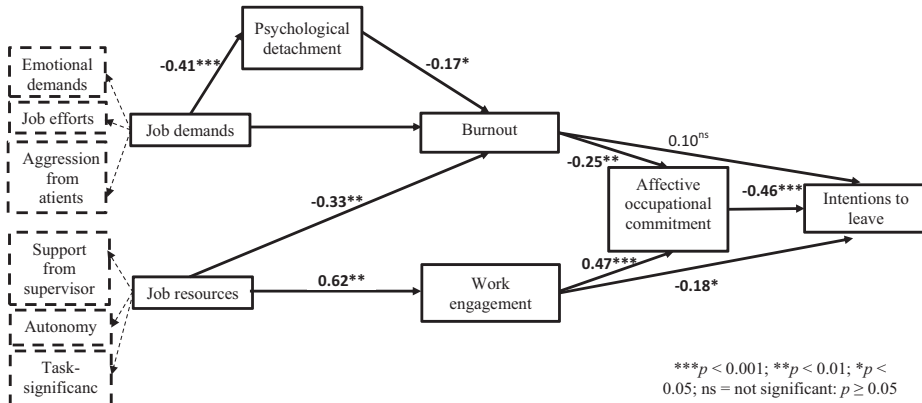 Psychological
detachment
-0.41***
-0.17*
Emotional
demands
Job efforts
Aggression
from
atients
Job demands
Burnout
0.10ns
-0.25**
Affective
occupational
commitment
-0.46***
Intentions to
leave
-0.33**
Support
from
supervisor
Autonomy
Task-
significanc
Job resources
0.62**
Work
engagement
0.47***
-0.18*
***p < 0.001; **p < 0.01; *p <
0.05; ns = not significant: p ≥ 0.05